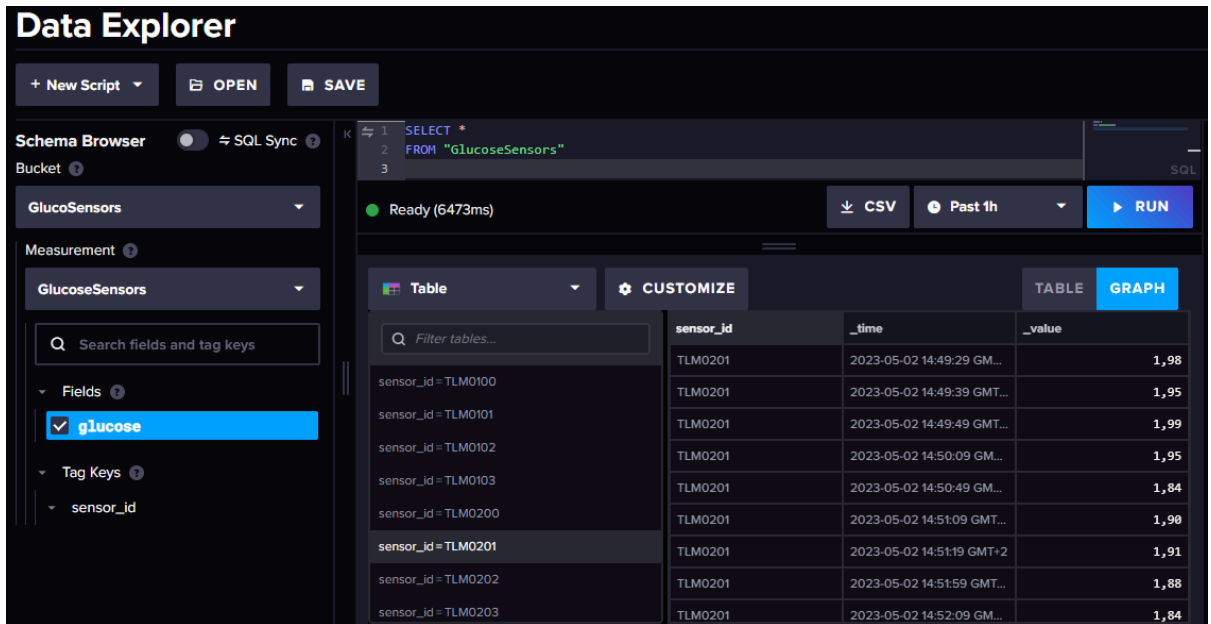 Data Explorer
+ New Script
OPEN
SAVE
Schema Browser
SQL Sync
Bucket
GlucoSensors
Measurement
GlucoseSensors
Search fields and tag keys
Fields
glucose
Tag Keys
sensor_id
1 SELECT *
2 FROM "GlucoseSensors"
3
SQL
Ready (6473ms)
CSV
Past 1h
RUN
Table
CUSTOMIZE
TABLE
GRAPH
Filter tables...
sensor_id = TLM0100
sensor_id = TLM0101
sensor_id = TLM0102
sensor_id = TLM0103
sensor_id = TLM0200
sensor_id = TLM0201
sensor_id = TLM0202
sensor_id = TLM0203
sensor_id _time _value
TLM0201 2023-05-02 14:49:29 GM... 1,98
TLM0201 2023-05-02 14:49:39 GMT... 1,95
TLM0201 2023-05-02 14:49:49 GMT... 1,99
TLM0201 2023-05-02 14:50:09 GM... 1,95
TLM0201 2023-05-02 14:50:49 GM... 1,84
TLM0201 2023-05-02 14:51:09 GMT... 1,90
TLM0201 2023-05-02 14:51:19 GMT+2 1,91
TLM0201 2023-05-02 14:51:59 GMT... 1,88
TLM0201 2023-05-02 14:52:09 GM... 1,84